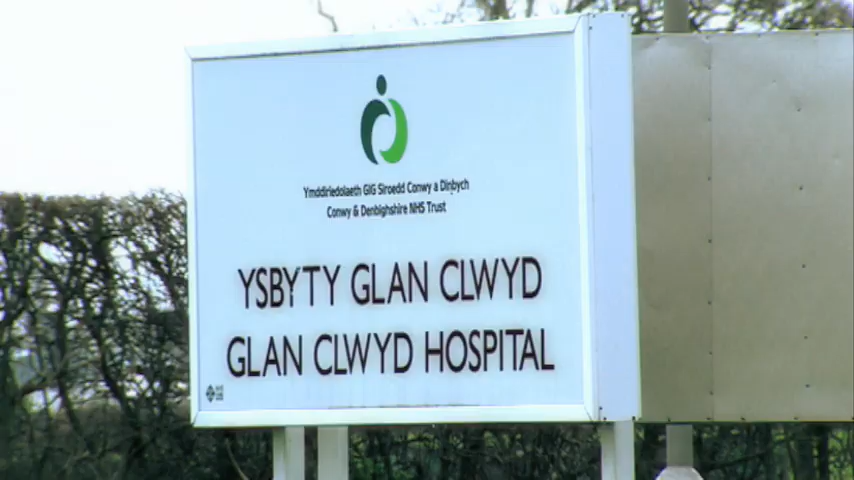 Ymddiriedolaeth GIG Siroedd Conwy a Dinbych
Conwy & Denbighshire NHS Trust
YSBYTY GLAN CLWYD
GLAN CLWYD HOSPITAL